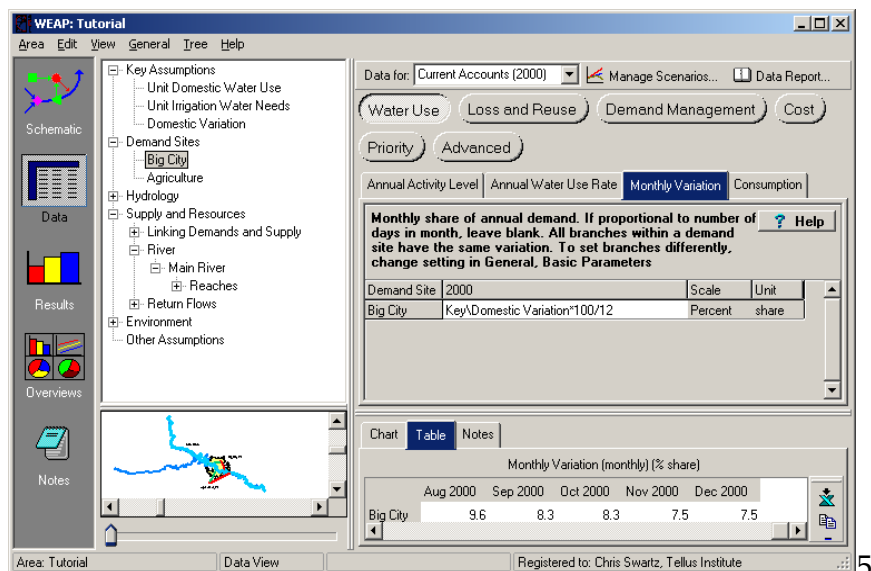 WEAP: Tutorial
Area Edit View General Tree Help
Schematic
Data
Results
Overviews
Notes
Key Assumptions
Unit Domestic Water Use
Unit Irrigation Water Needs
Domestic Variation
Demand Sites
Big City
Agriculture
Hydrology
Supply and Resources
Linking Demands and Supply
River
Main River
Reaches
Return Flows
Environment
Other Assumptions
Data for: Current Accounts (2000) Manage Scenarios... Data Report...
Water Use Loss and Reuse Demand Management Cost
Priority Advanced
Annual Activity Level Annual Water Use Rate Monthly Variation Consumption
Monthly share of annual demand. If proportional to number of
days in month, leave blank. All branches within a demand
site have the same variation. To set branches differently,
change setting in General, Basic Parameters
? Help
Demand Site 2000 Scale Unit
Big City Key\Domestic Variation*100/12 Percent share
Chart Table Notes
Monthly Variation (monthly) (% share)
Aug 2000 Sep 2000 Oct 2000 Nov 2000 Dec 2000
Big City 9.6 8.3 8.3 7.5 7.5
Area: Tutorial Data View Registered to: Chris Swartz, Tellus Institute
5